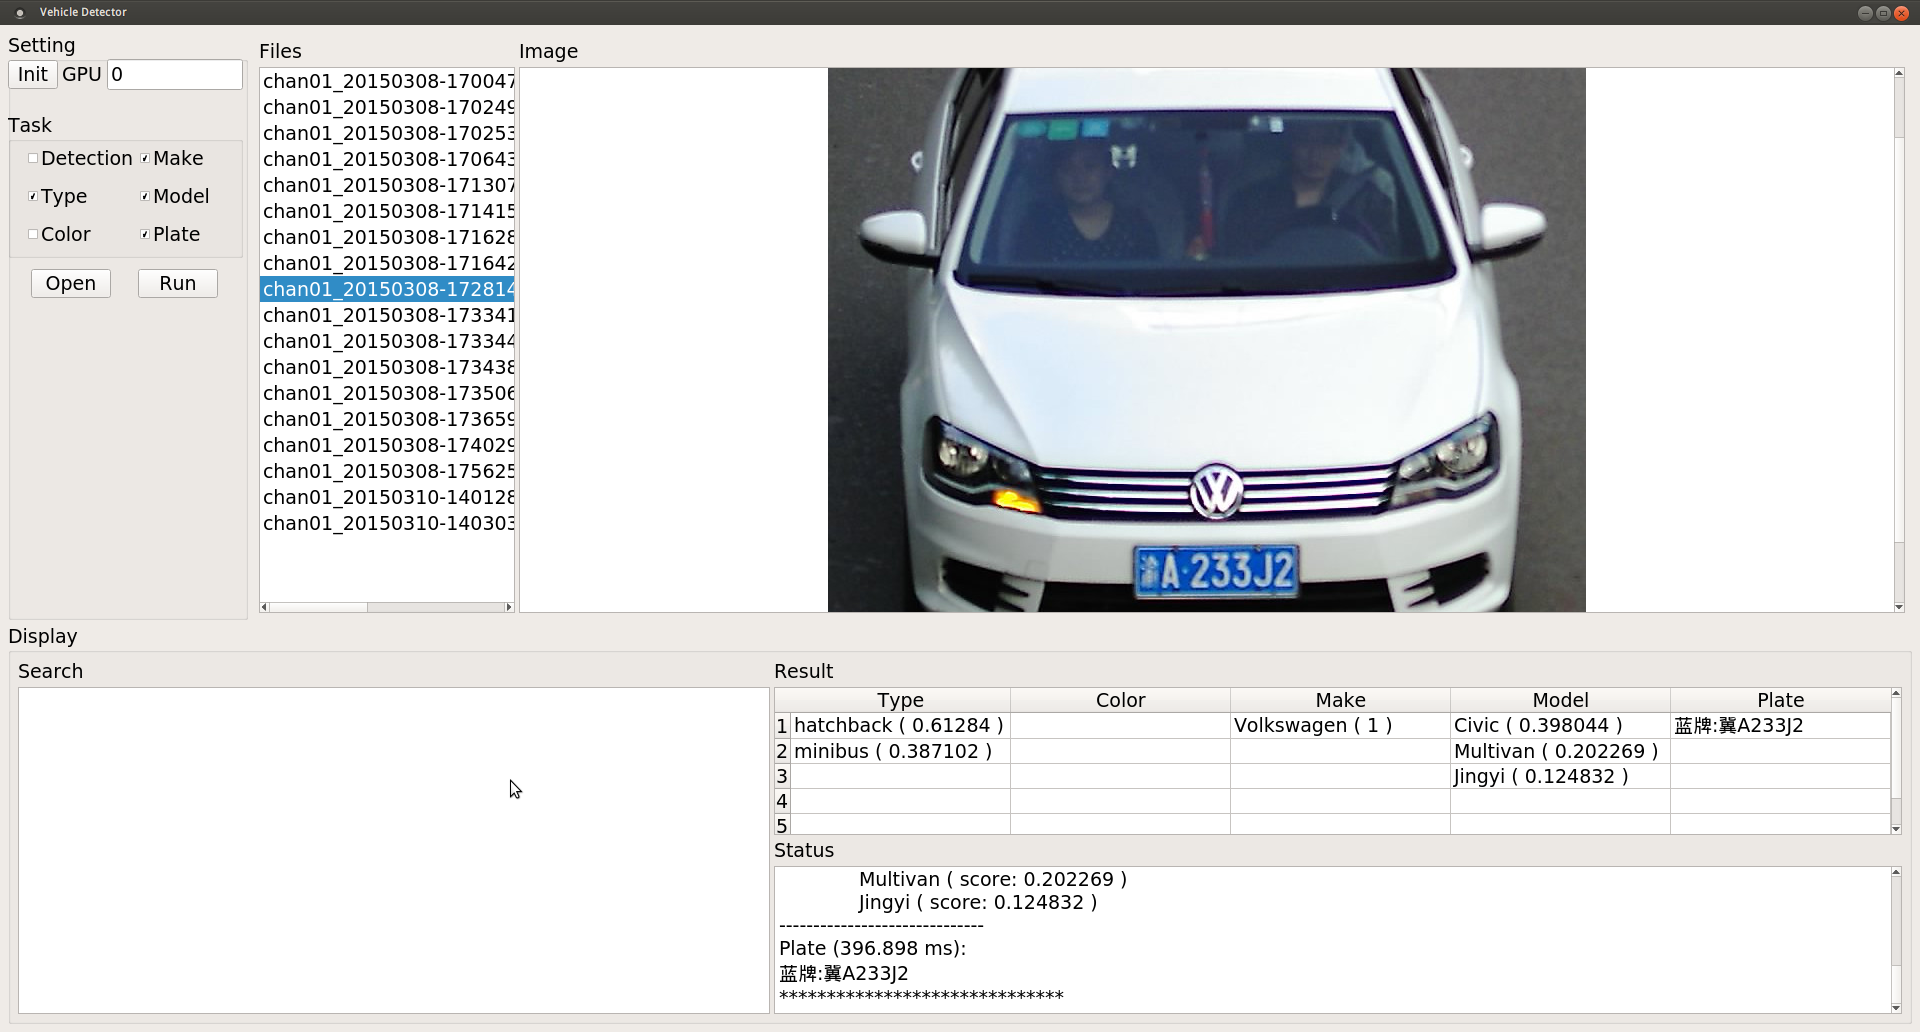 Vehicle Detector
Setting
Init GPU 0
Task
Detection Make
Type Model
Color Plate
Open Run
Files
chan01_20150308-170047
chan01_20150308-170249
chan01_20150308-170253
chan01_20150308-170643
chan01_20150308-171307
chan01_20150308-171415
chan01_20150308-171628
chan01_20150308-171642
chan01_20150308-172814
chan01_20150308-173341
chan01_20150308-173344
chan01_20150308-173438
chan01_20150308-173506
chan01_20150308-173659
chan01_20150308-174029
chan01_20150308-175625
chan01_20150310-140128
chan01_20150310-140303
Image
A·233J2
Display
Search
Result
Type Color Make Model Plate
1 hatchback ( 0.61284 ) Volkswagen ( 1 ) Civic ( 0.398044 ) 蓝牌:翼A233J2
2 minibus ( 0.387102 ) Multivan ( 0.202269 )
3 Jingyi ( 0.124832 )
4
5
Status
Multivan ( score: 0.202269 )
Jingyi ( score: 0.124832 )
------------------------------
Plate (396.898 ms):
蓝牌:翼A233J2
******************************